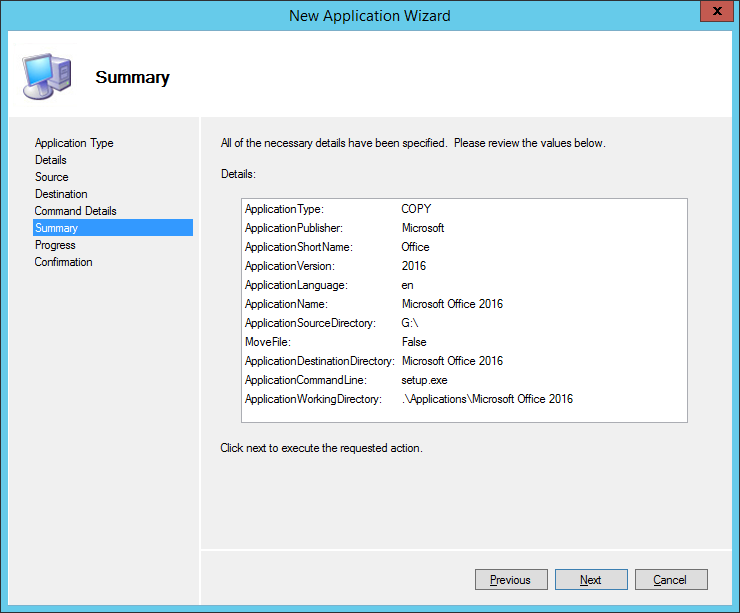 New Application Wizard
x
Summary
Application Type
Details
Source
Destination
Command Details
Summary
Progress
Confirmation
All of the necessary details have been specified.  Please review the values below.
Details:
ApplicationType: COPY
ApplicationPublisher: Microsoft
ApplicationShortName: Office
ApplicationVersion: 2016
ApplicationLanguage: en
ApplicationName: Microsoft Office 2016
ApplicationSourceDirectory: G:\
MoveFile: False
ApplicationDestinationDirectory: Microsoft Office 2016
ApplicationCommandLine: setup.exe
ApplicationWorkingDirectory: .\Applications\Microsoft Office 2016
Click next to execute the requested action.
Previous Next Cancel